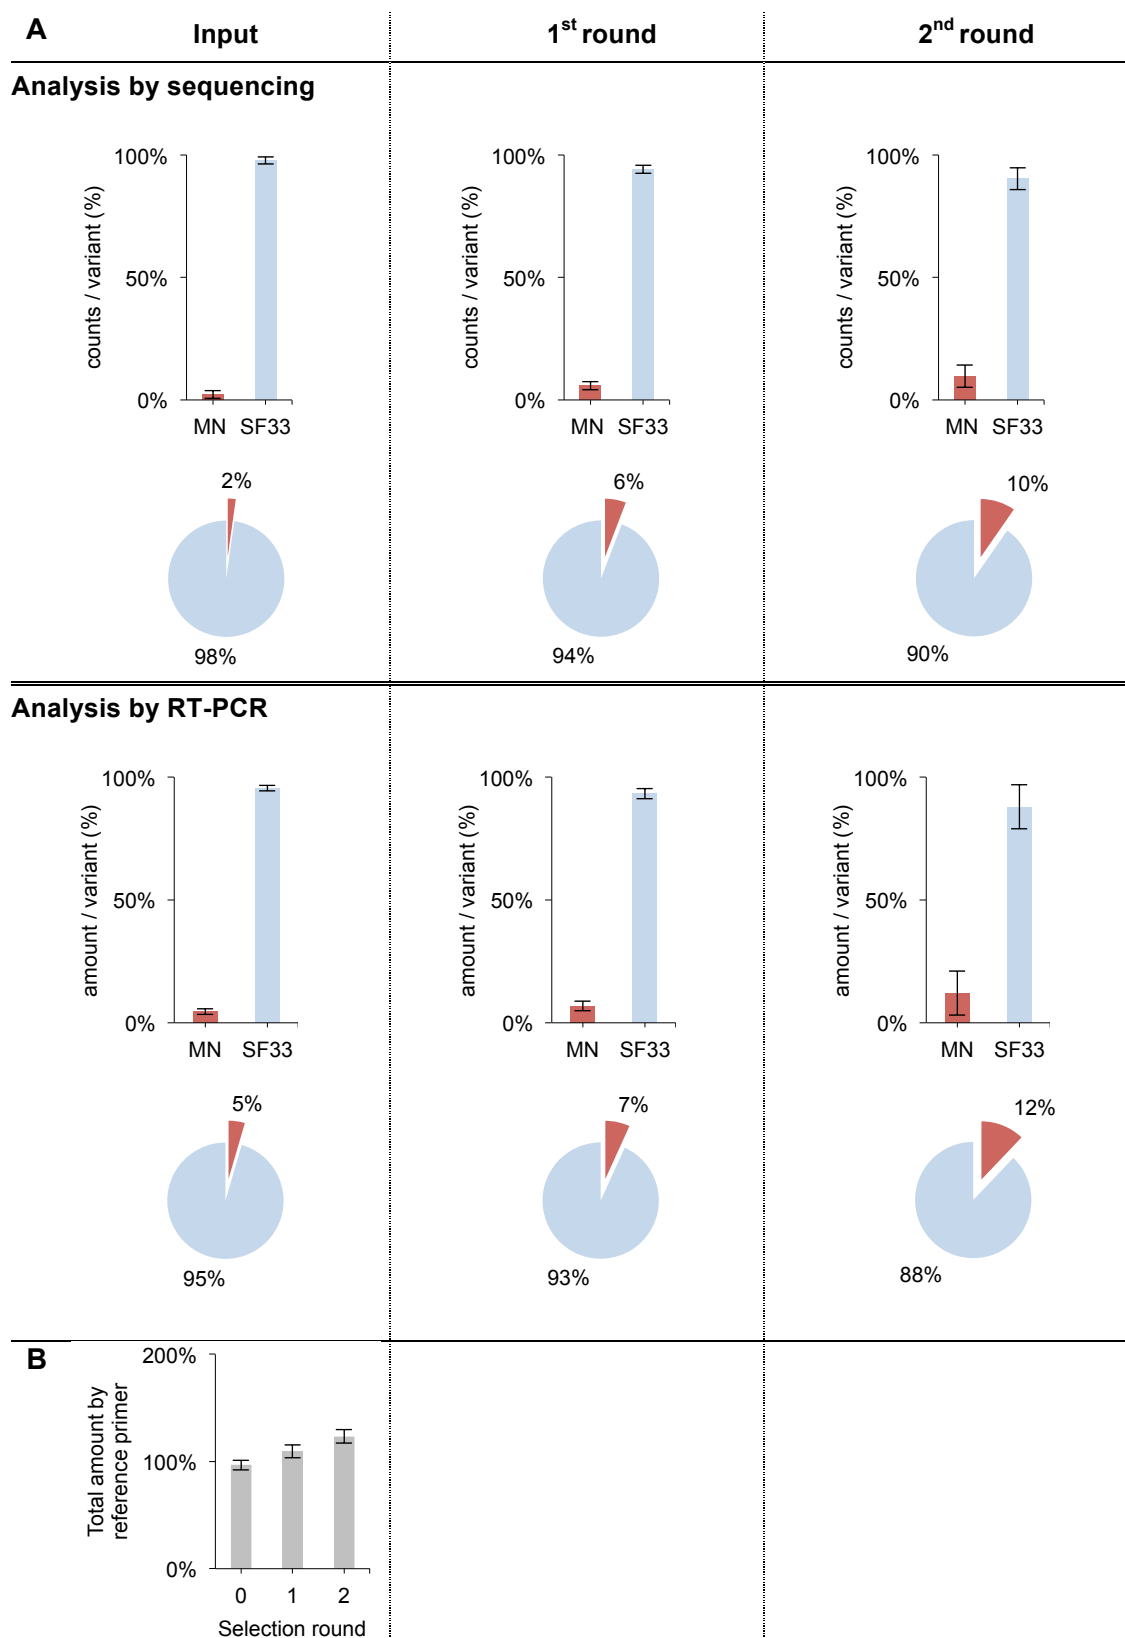 A
Input
1st round
2nd round
Analysis by sequencing
counts / variant (%)
100%
50%
0%
MN SF33
counts / variant (%)
100%
50%
0%
MN SF33
counts / variant (%)
100%
50%
0%
MN SF33
2%
98%
6%
94%
10%
90%
Analysis by RT-PCR
amount / variant (%)
100%
50%
0%
MN SF33
amount / variant (%)
100%
50%
0%
MN SF33
amount / variant (%)
100%
50%
0%
MN SF33
5%
95%
7%
93%
12%
88%
B
Total amount by
reference primer
200%
100%
0%
0 1 2
Selection round